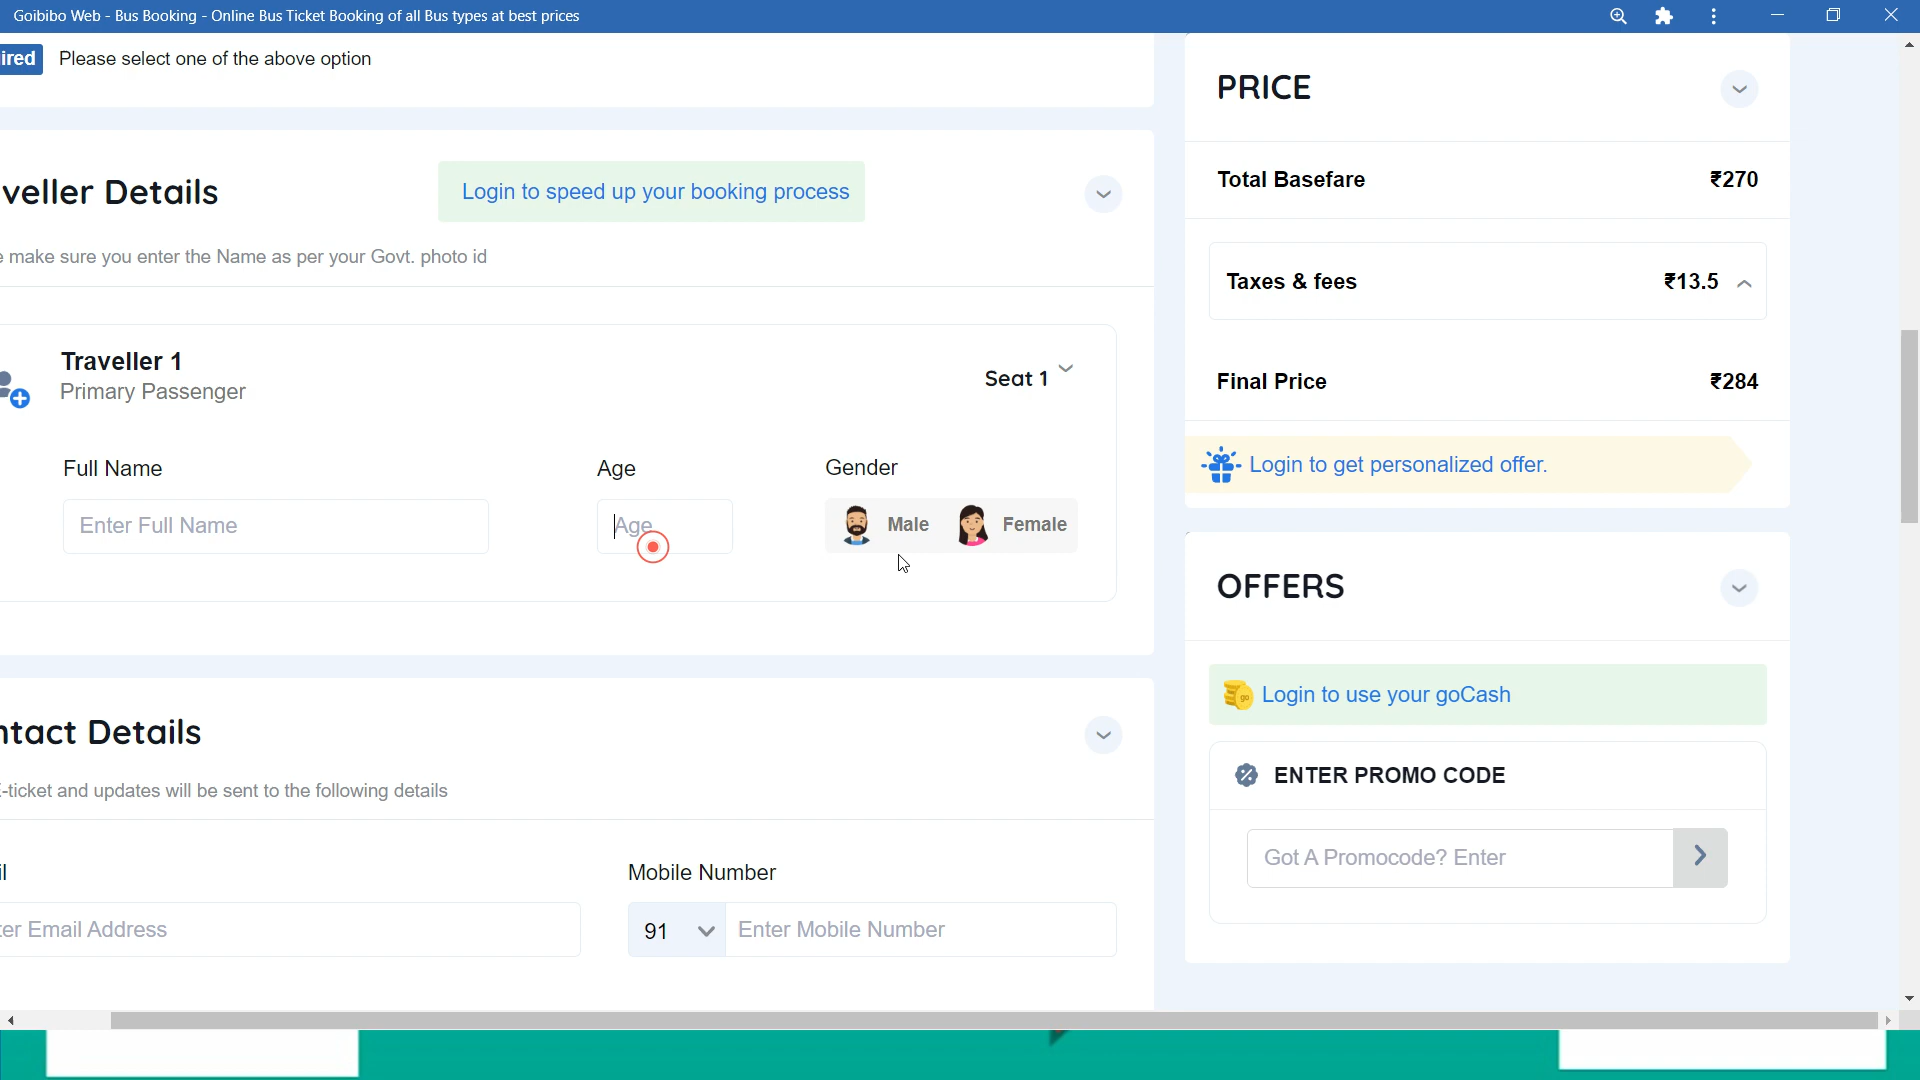 Goibibo Web - Bus Booking - Online Bus Ticket Booking of all Bus types at best prices
ired Please select one of the above option
veller Details
Login to speed up your booking process
make sure you enter the Name as per your Govt. photo id
Traveller 1
Primary Passenger
Seat 1
Full Name
Age
Gender
Enter Full Name
Age
Male
Female
ntact Details
-ticket and updates will be sent to the following details
il
Mobile Number
er Email Address
91
Enter Mobile Number
PRICE
Total Basefare ₹270
Taxes & fees ₹13.5
Final Price ₹284
Login to get personalized offer.
OFFERS
go
Login to use your goCash
ENTER PROMO CODE
Got A Promocode? Enter